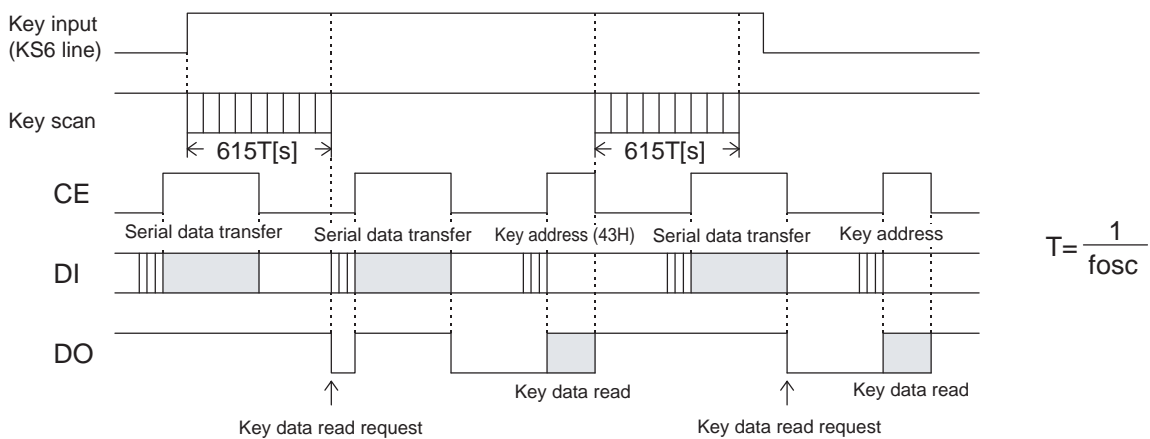 Key input
(KS6 line)
Key scan
615T[s]
615T[s]
CE
Serial data transfer
Serial data transfer
Key address (43H)
Serial data transfer
Key address
T= 1
fosc
DI
DO
Key data read
Key data read
Key data read request
Key data read request